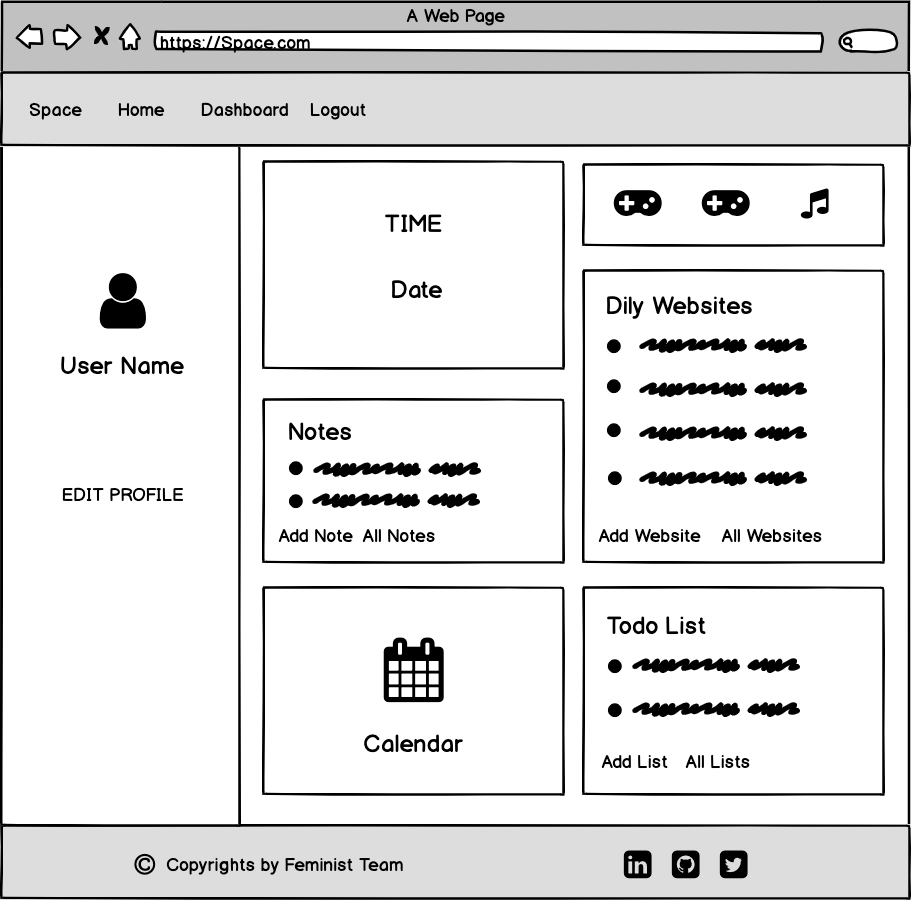 A Web Page
https://Space.com
Space Home Dashboard Logout
User Name
EDIT PROFILE
TIME
Date
Notes
Add Note All Notes
Calendar
Dily Websites
Add Website All Websites
Todo List
Add List All Lists
© Copyrights by Feminist Team
in